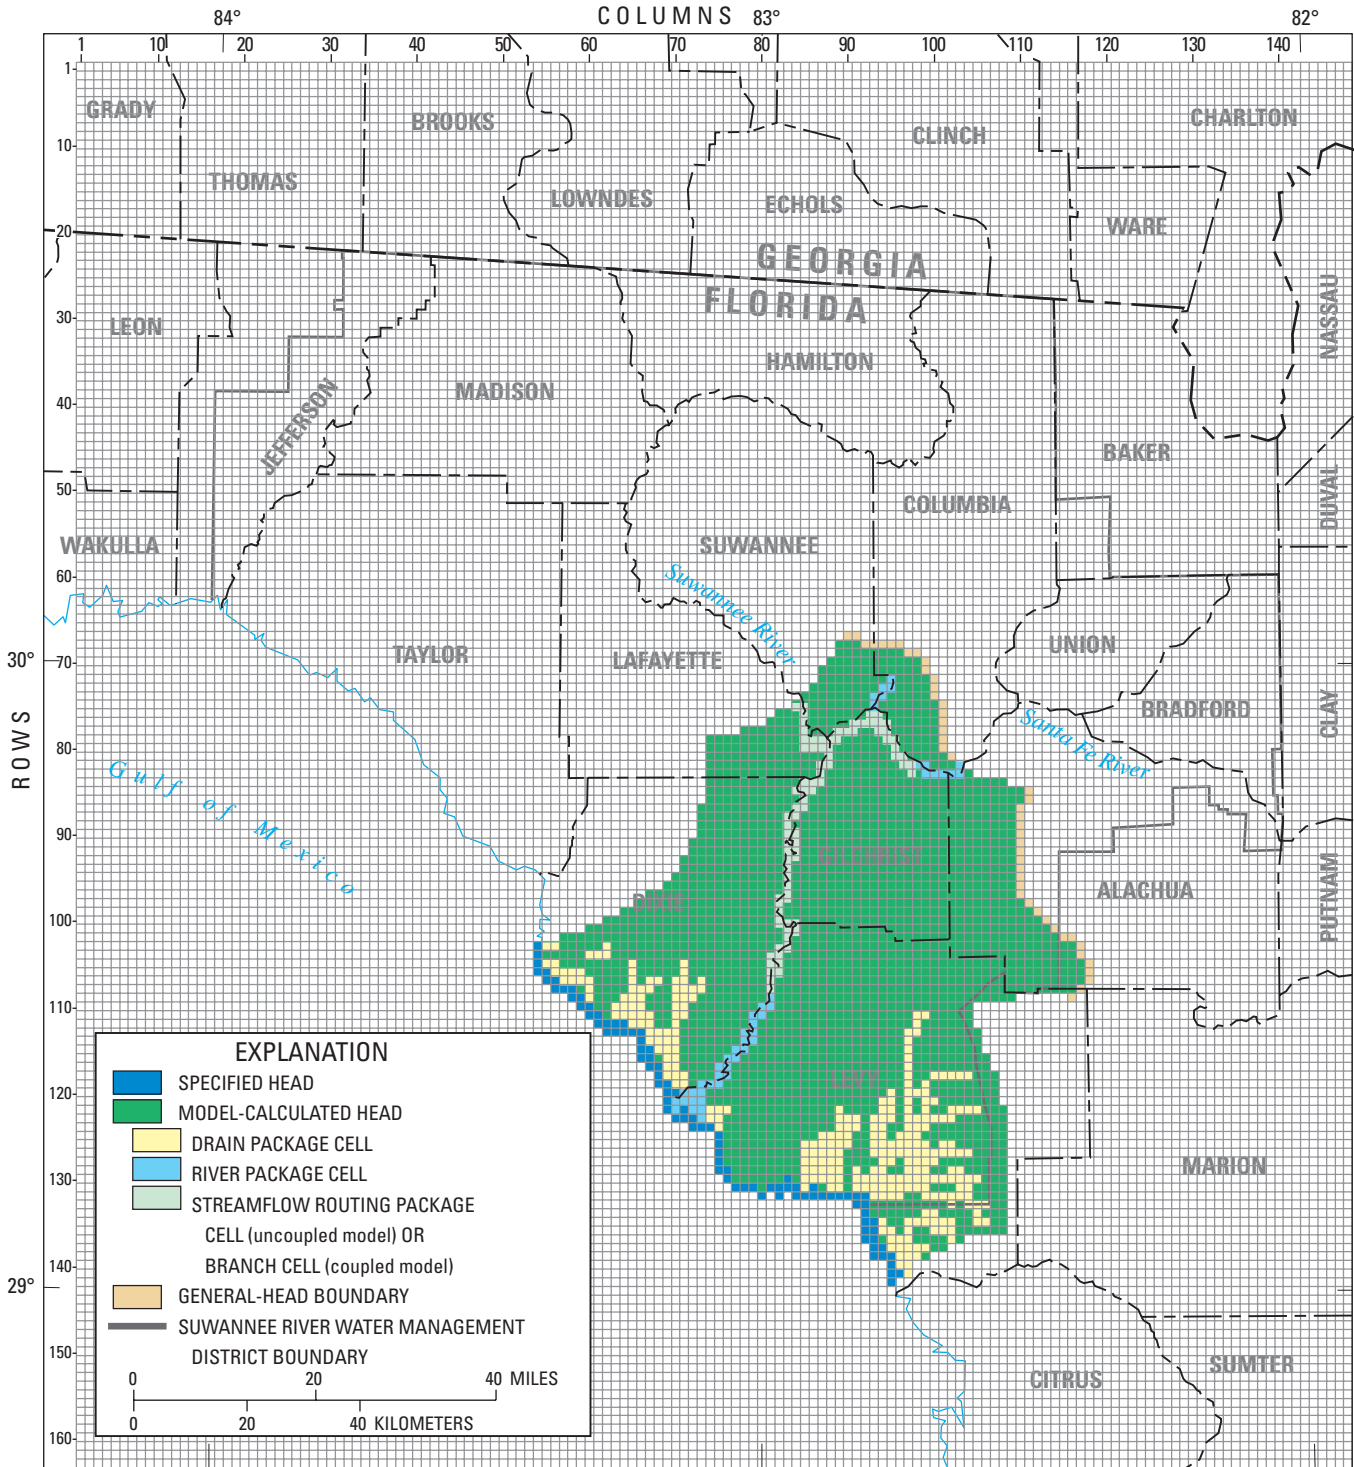 COLUMNS
84°
83°
82°
1 10 20 30 40 50 60 70 80 90 100 110 120 130 140
ROWS
1
10
20
30
40
50
60
70
80
90
100
110
120
130
140
150
160
30°
29°
GRADY
THOMAS
BROOKS
LOWNDES
ECHOLS
CLINCH
CHARLTON
WARE
GEORGIA
FLORIDA
LEON
JEFFERSON
MADISON
HAMILTON
NASSAU
BAKER
COLUMBIA
DUVAL
WAKULLA
SUWANNEE
Suwannee River
UNION
TAYLOR
LAFAYETTE
BRADFORD
CLAY
Santa Fe River
Gulf of Mexico
GILCHRIST
ALACHUA
DIXIE
PUTNAM
LEVY
MARION
CITRUS
SUMTER
EXPLANATION
SPECIFIED HEAD
MODEL-CALCULATED HEAD
DRAIN PACKAGE CELL
RIVER PACKAGE CELL
STREAMFLOW ROUTING PACKAGE
CELL (uncoupled model) OR
BRANCH CELL (coupled model)
GENERAL-HEAD BOUNDARY
SUWANNEE RIVER WATER MANAGEMENT
DISTRICT BOUNDARY
0 20 40 MILES
0 20 40 KILOMETERS